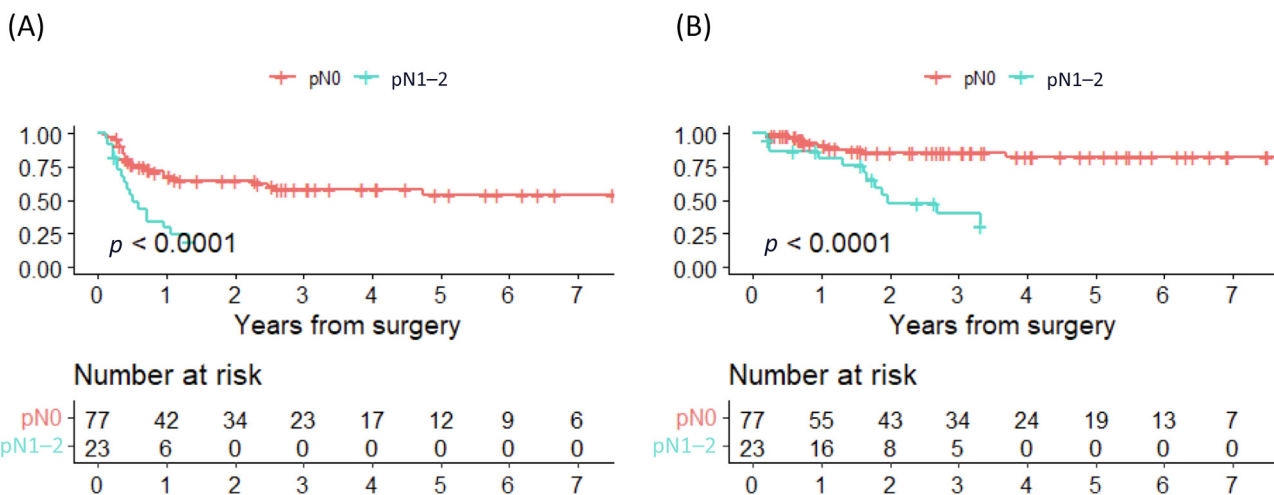 (A)
pN0 pN1–2
1.00
0.75
0.50
0.25
0.00
p < 0.0001
0 1 2 3 4 5 6 7
Years from surgery
Number at risk
pN0 77 42 34 23 17 12 9 6
pN1–2 23 6 0 0 0 0 0 0
0 1 2 3 4 5 6 7
(B)
pN0 pN1–2
1.00
0.75
0.50
0.25
0.00
p < 0.0001
0 1 2 3 4 5 6 7
Years from surgery
Number at risk
pN0 77 55 43 34 24 19 13 7
pN1–2 23 16 8 5 0 0 0 0
0 1 2 3 4 5 6 7